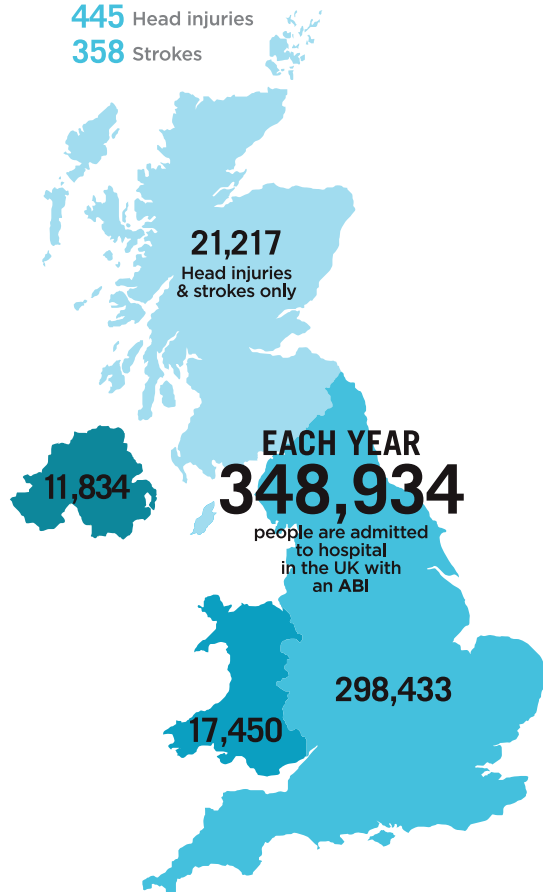 445 Head injuries
358 Strokes
21,217
Head injuries
& strokes only
EACH YEAR
348,934
people are admitted
to hospital
in the UK with
an ABI
11,834
298,433
17,450